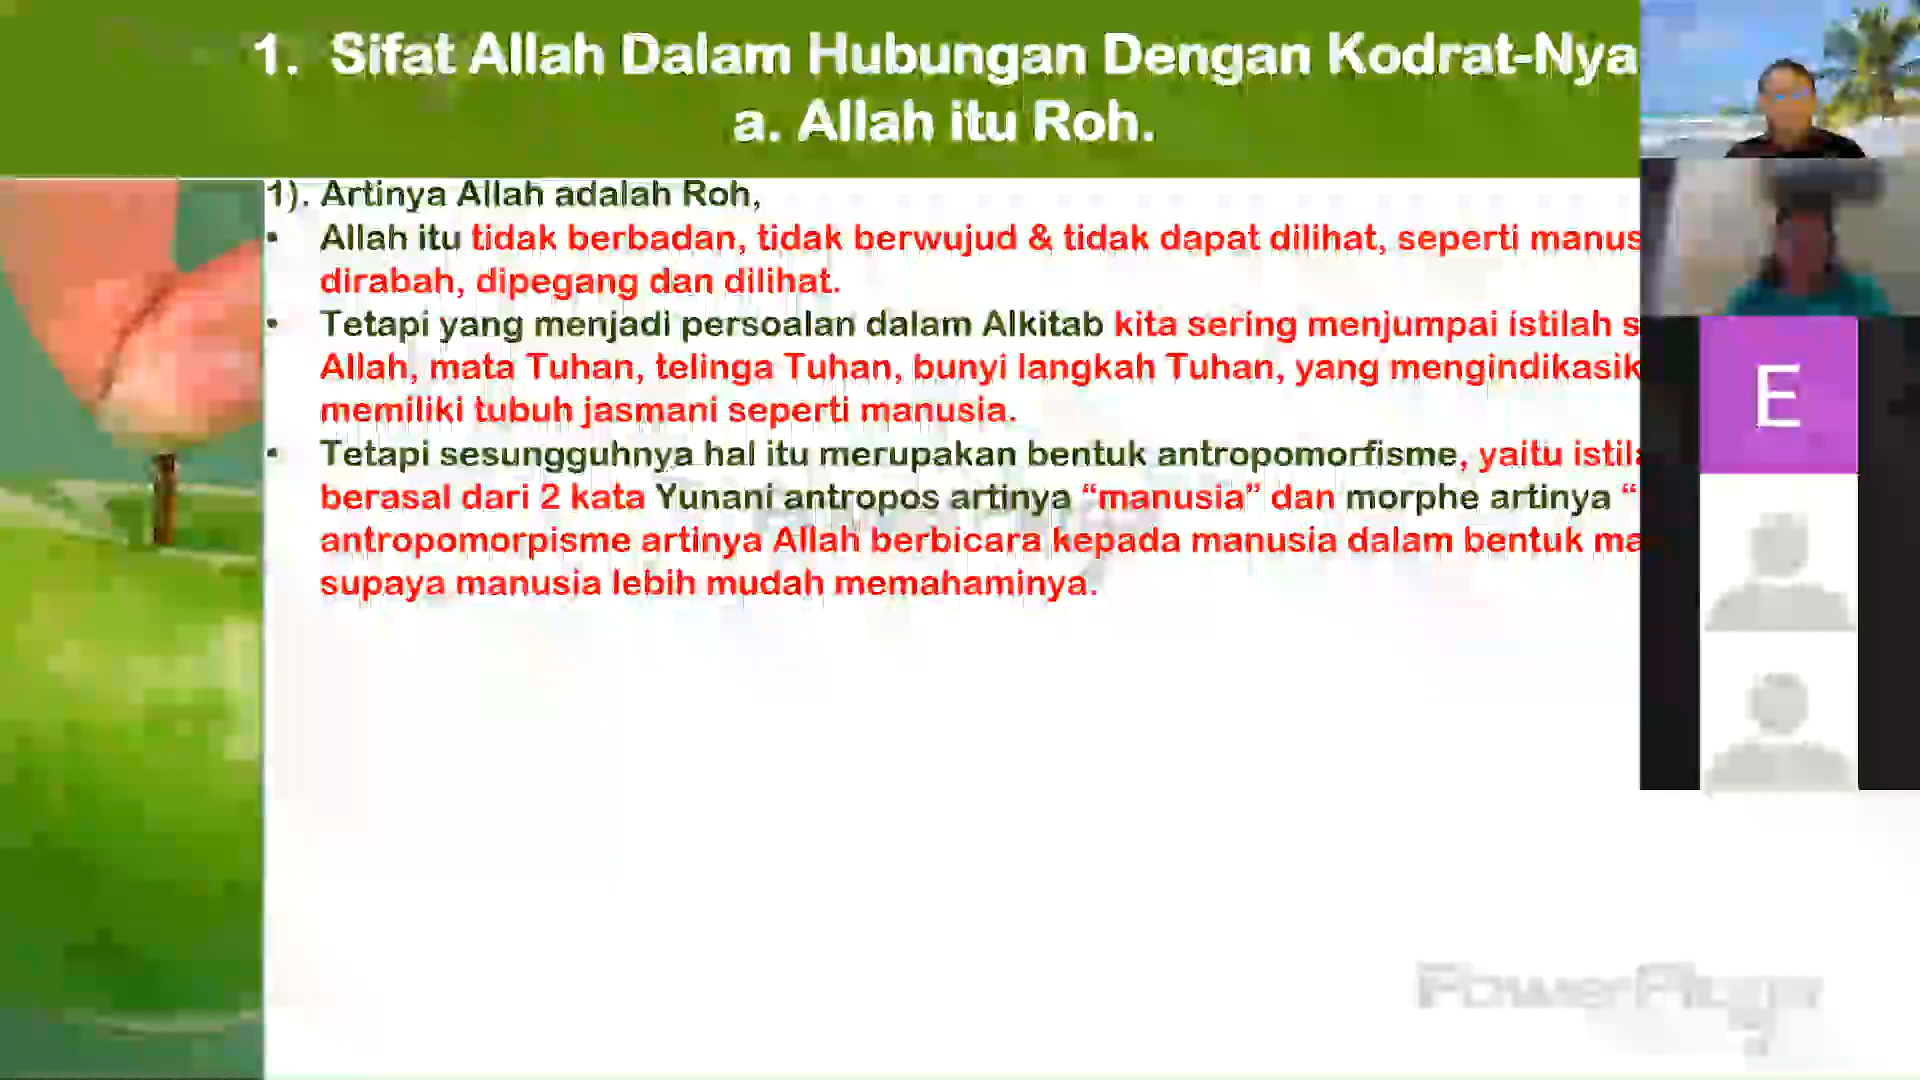 1. Sifat Allah Dalam Hubungan Dengan Kodrat-Nya
a. Allah itu Roh.
1). Artinya Allah adalah Roh,
• Allah itu tidak berbadan, tidak berwujud & tidak dapat dilihat, seperti manus
dirabah, dipegang dan dilihat.
• Tetapi yang menjadi persoalan dalam Alkitab kita sering menjumpai istilah s
Allah, mata Tuhan, telinga Tuhan, bunyi langkah Tuhan, yang mengindikasik
memiliki tubuh jasmani seperti manusia.
• Tetapi sesungguhnya hal itu merupakan bentuk antropomorfisme, yaitu istila
berasal dari 2 kata Yunani antropos artinya “manusia” dan morphe artinya “
antropomorpisme artinya Allah berbicara kepada manusia dalam bentuk ma
supaya manusia lebih mudah memahaminya.
E
PowerPlugs